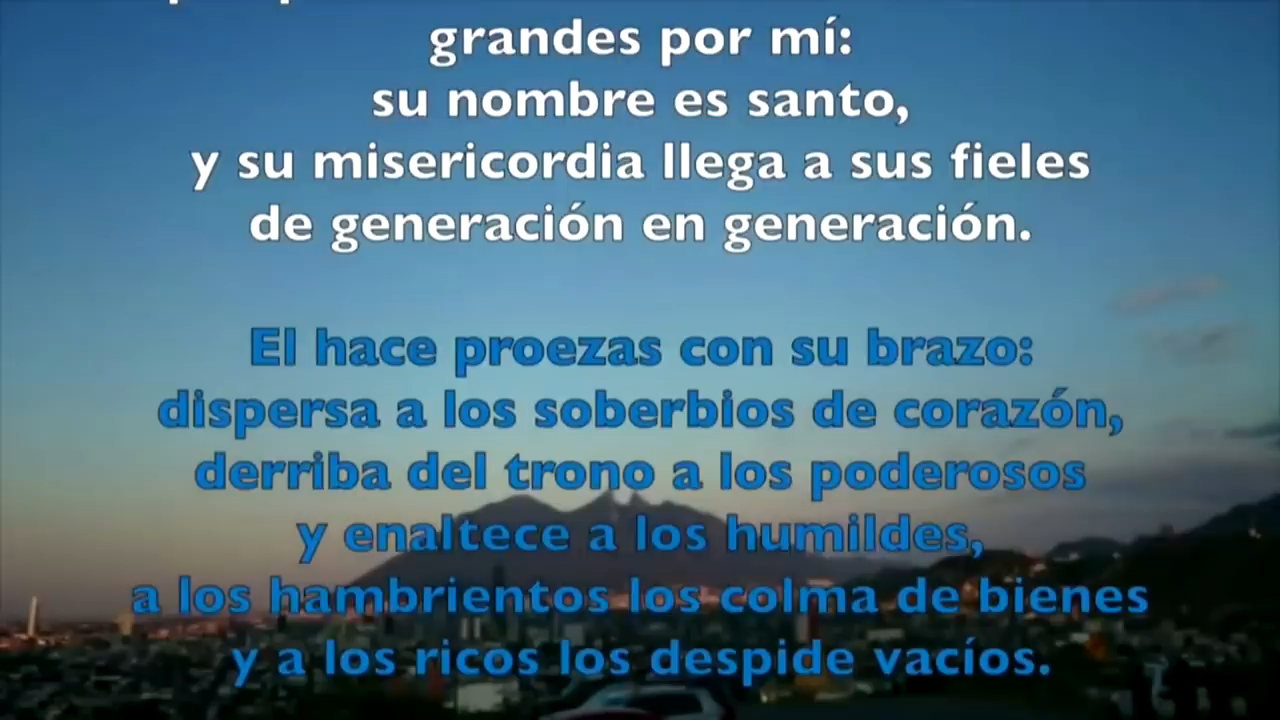 grandes por mí:
su nombre es santo,
y su misericordia llega a sus fieles
de generación en generación.
El hace proezas con su brazo:
dispersa a los soberbios de corazón,
derriba del trono a los poderosos
y enaltece a los humildes,
a los hambrientos los colma de bienes
y a los ricos los despide vacíos.